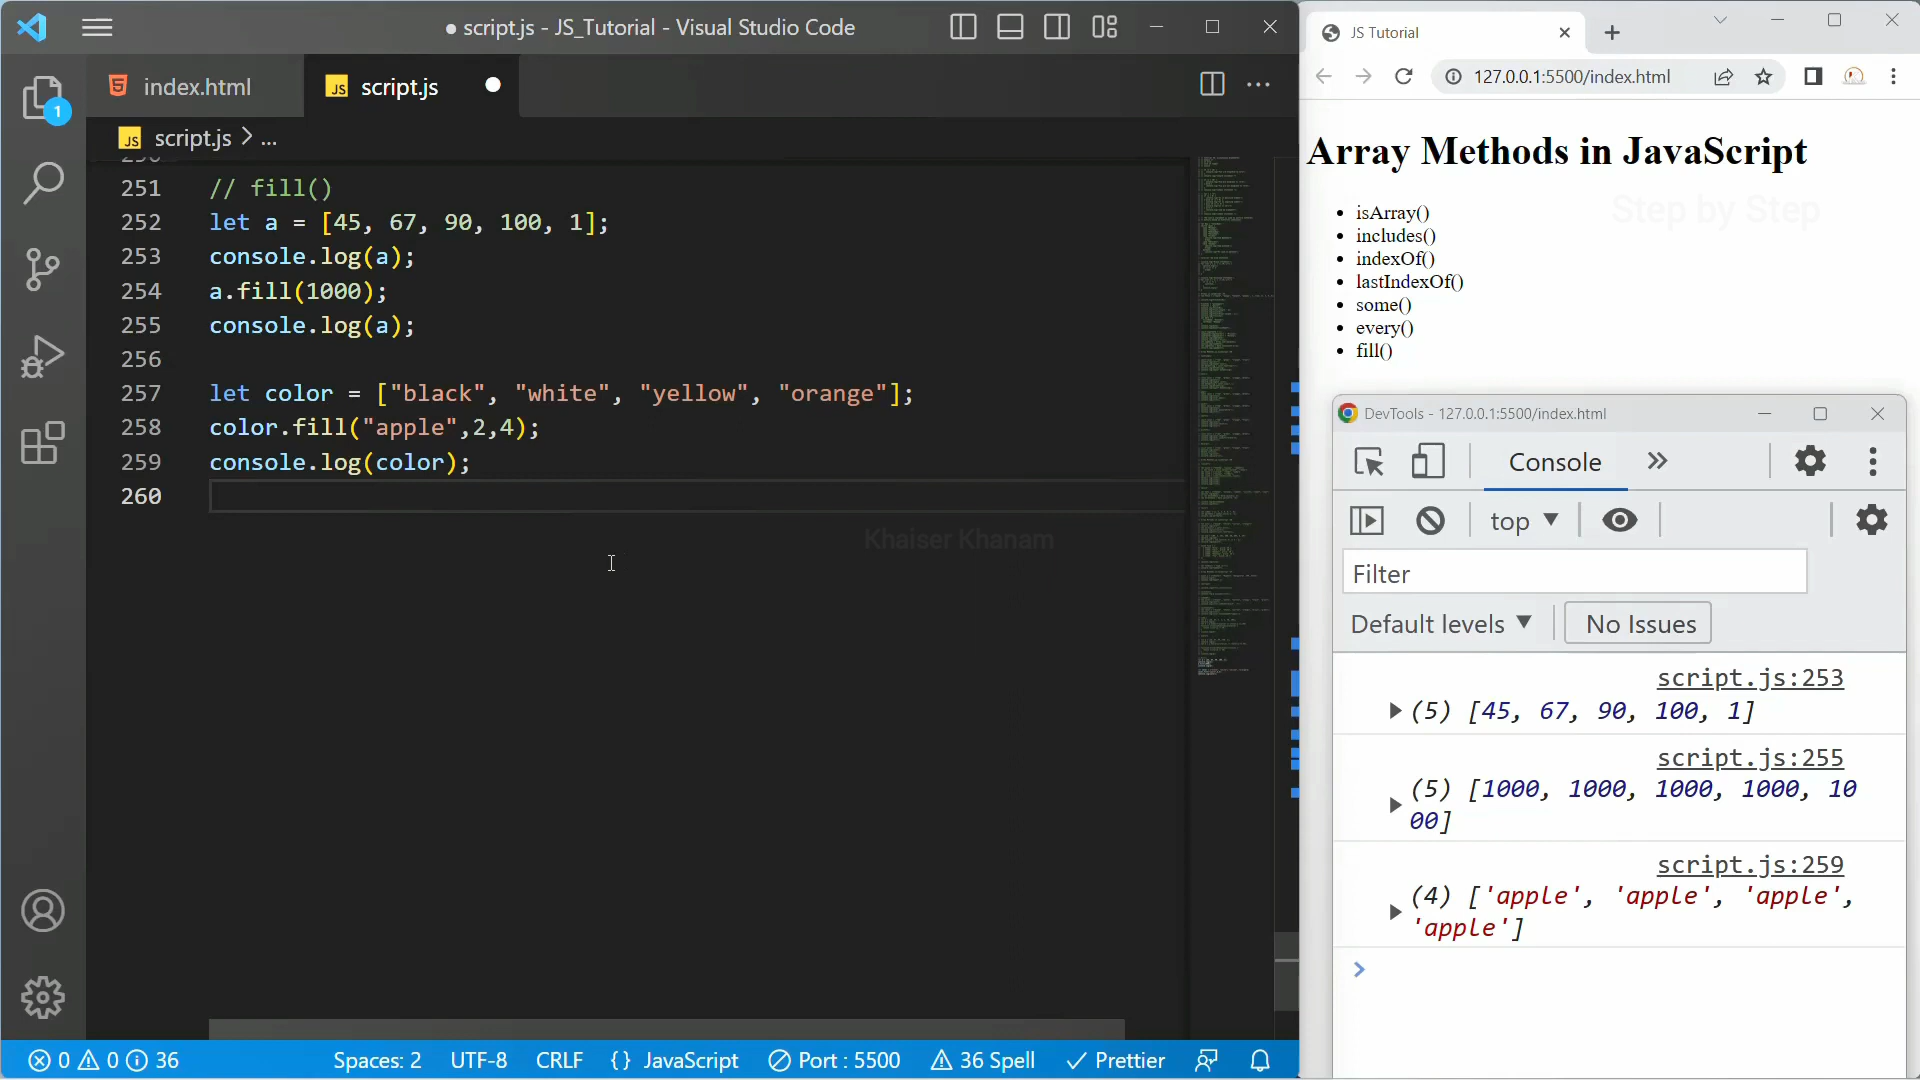 ● script.js - JS_Tutorial - Visual Studio Code
1
index.html
JS script.js
JS script.js > ...
251 // fill()
252 let a = [45, 67, 90, 100, 1];
253 console.log(a);
254 a.fill(1000);
255 console.log(a);
256
257 let color = ["black", "white", "yellow", "orange"];
258 color.fill("apple",2,4);
259 console.log(color);
260
Khaiser Khanam
0 0 36
Spaces: 2 UTF-8 CRLF {} JavaScript Port : 5500 36 Spell Prettier
JS Tutorial
127.0.0.1:5500/index.html
Array Methods in JavaScript
Step by Step
• isArray()
• includes()
• indexOf()
• lastIndexOf()
• some()
• every()
• fill()
DevTools - 127.0.0.1:5500/index.html
Console »
top
Filter
Default levels No Issues
script.js:253
(5) [45, 67, 90, 100, 1]
script.js:255
(5) [1000, 1000, 1000, 1000, 10
00]
script.js:259
(4) ['apple', 'apple', 'apple',
'apple']